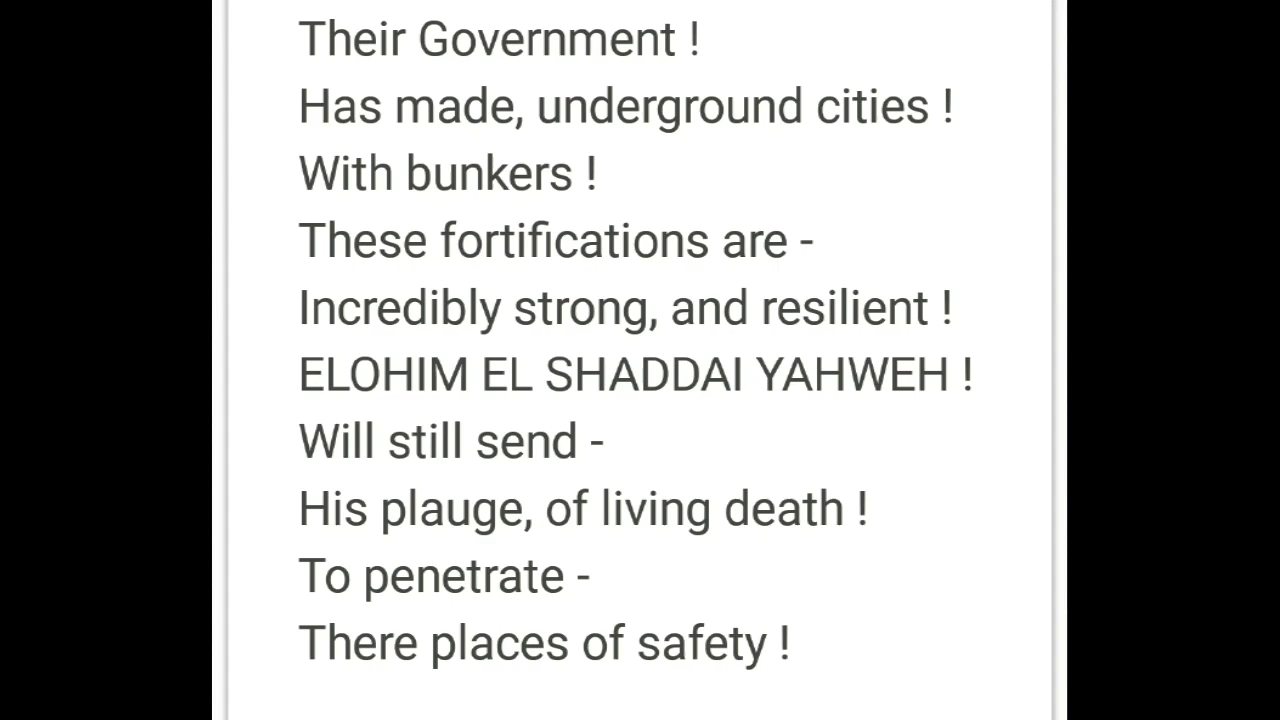 Their Government !
Has made, underground cities !
With bunkers !
These fortifications are -
Incredibly strong, and resilient !
ELOHIM EL SHADDAI YAHWEH !
Will still send -
His plauge, of living death !
To penetrate -
There places of safety !